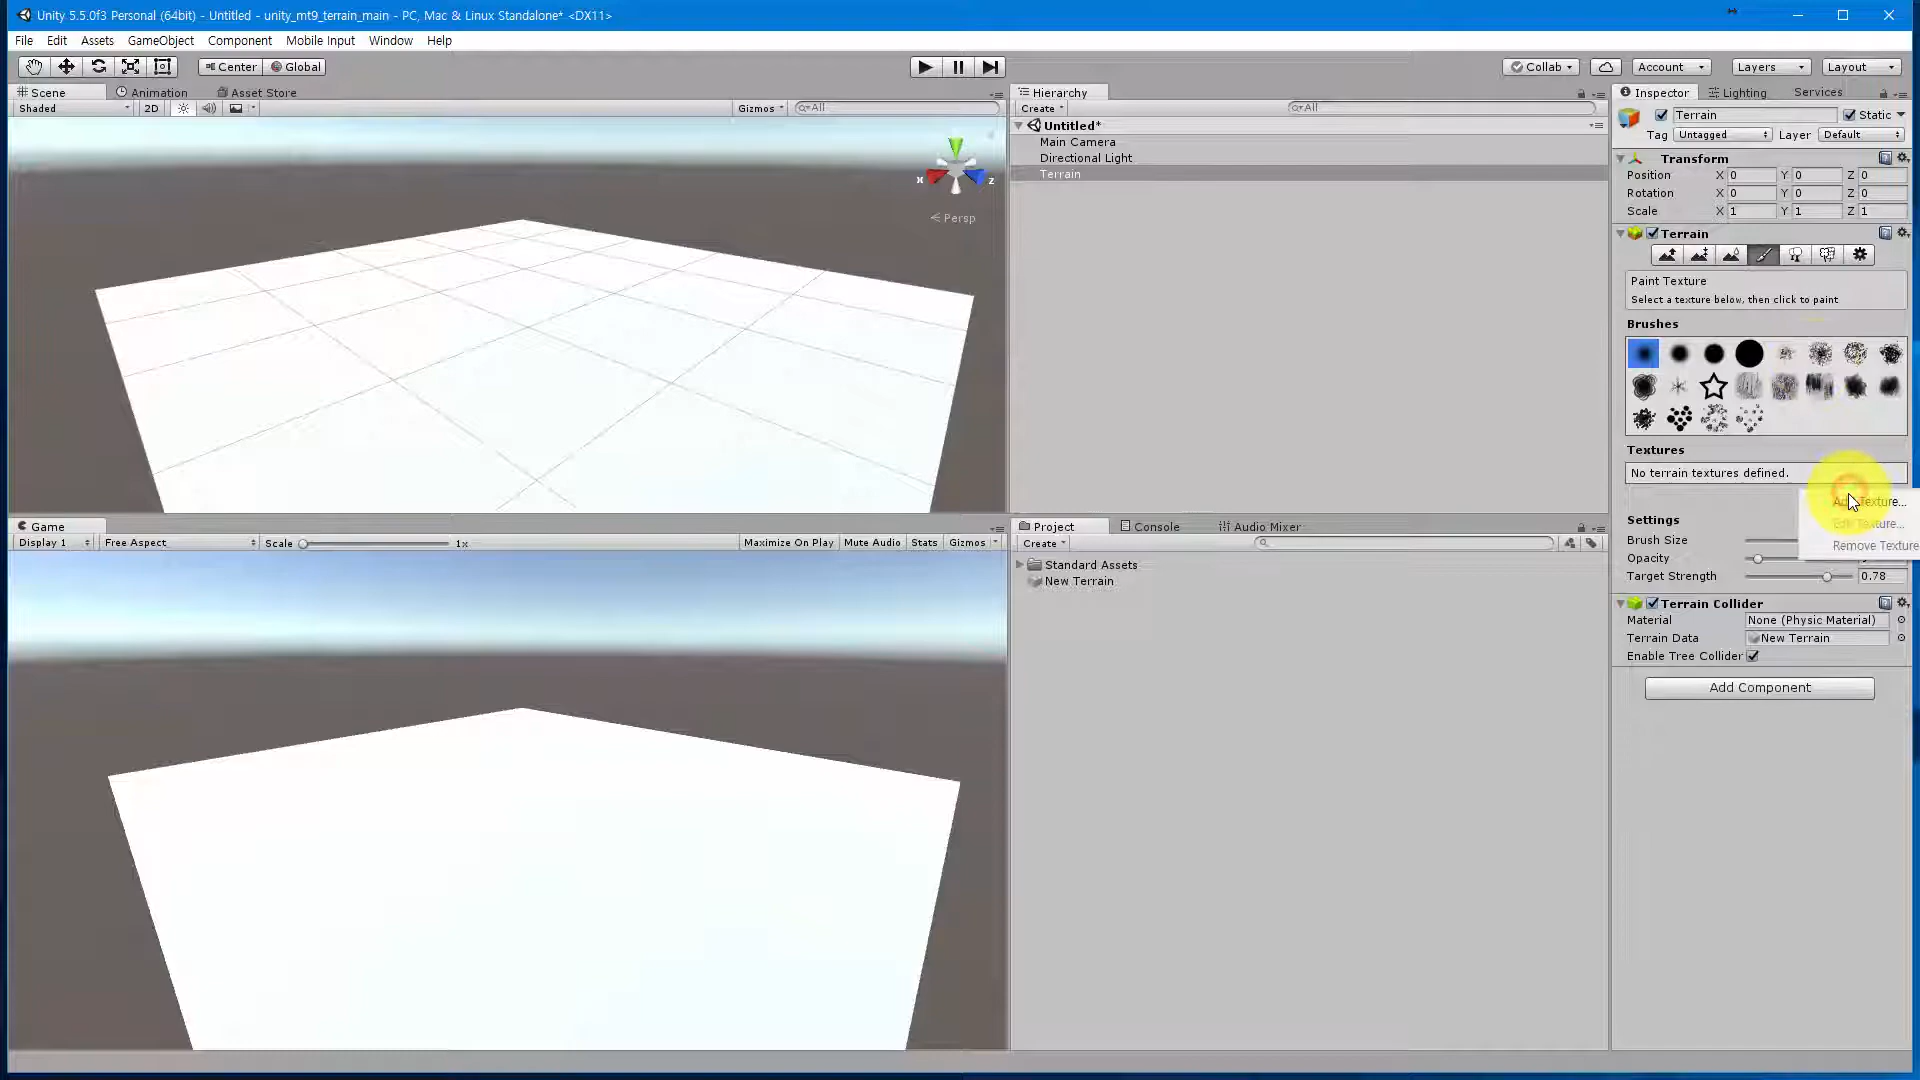 Unity 5.5.0f3 Personal (64bit) - Untitled - unity_mt9_terrain_main - PC, Mac & Linux Standalone* <DX11>
File Edit Assets GameObject Component Mobile Input Window Help
Center Global Collab Account Layers Layout
Scene Animation Asset Store
Shaded 2D Gizmos All
x z
Persp
Hierarchy
Create All
Untitled*
Main Camera
Directional Light
Terrain
Inspector Lighting Services
Terrain Static
Tag Untagged Layer Default
Transform
Position X 0 Y 0 Z 0
Rotation X 0 Y 0 Z 0
Scale X 1 Y 1 Z 1
Terrain
Paint Texture
Select a texture below, then click to paint
Brushes
Textures
No terrain textures defined.
Add Texture...
Edit Texture...
Remove Texture
Settings
Brush Size
Opacity
Target Strength 0.78
Terrain Collider
Material None (Physic Material)
Terrain Data New Terrain
Enable Tree Collider
Add Component
Game
Display 1 Free Aspect Scale 1x Maximize On Play Mute Audio Stats Gizmos
Project Console Audio Mixer
Create
Standard Assets
New Terrain